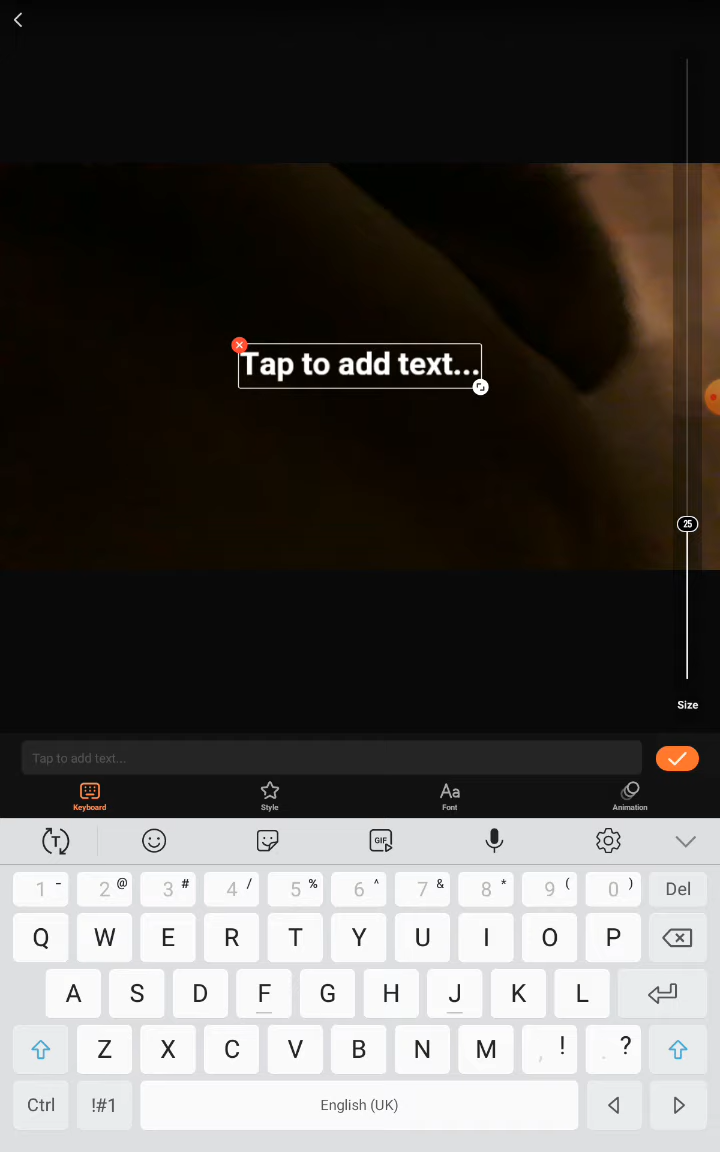 Tap to add text...
25
Size
Tap to add text...
Keyboard Style Font Animation
T GIF
1 - 2 @ 3 # 4 / 5 % 6 ^ 7 & 8 * 9 ( 0 ) Del
Q W E R T Y U I O P
A S D F G H J K L
Z X C V B N M , ! . ?
Ctrl !#1 English (UK)